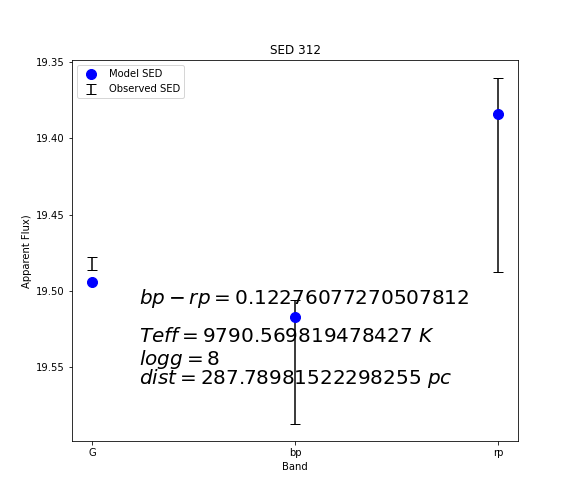 SED 312
Model SED
Observed SED
19.35
19.40
19.45
19.50
19.55
Apparent Flux)
bp − rp = 0.12276077270507812
Teff = 9790.569819478427 K
logg = 8
dist = 287.78981522298255 pc
G
bp
rp
Band